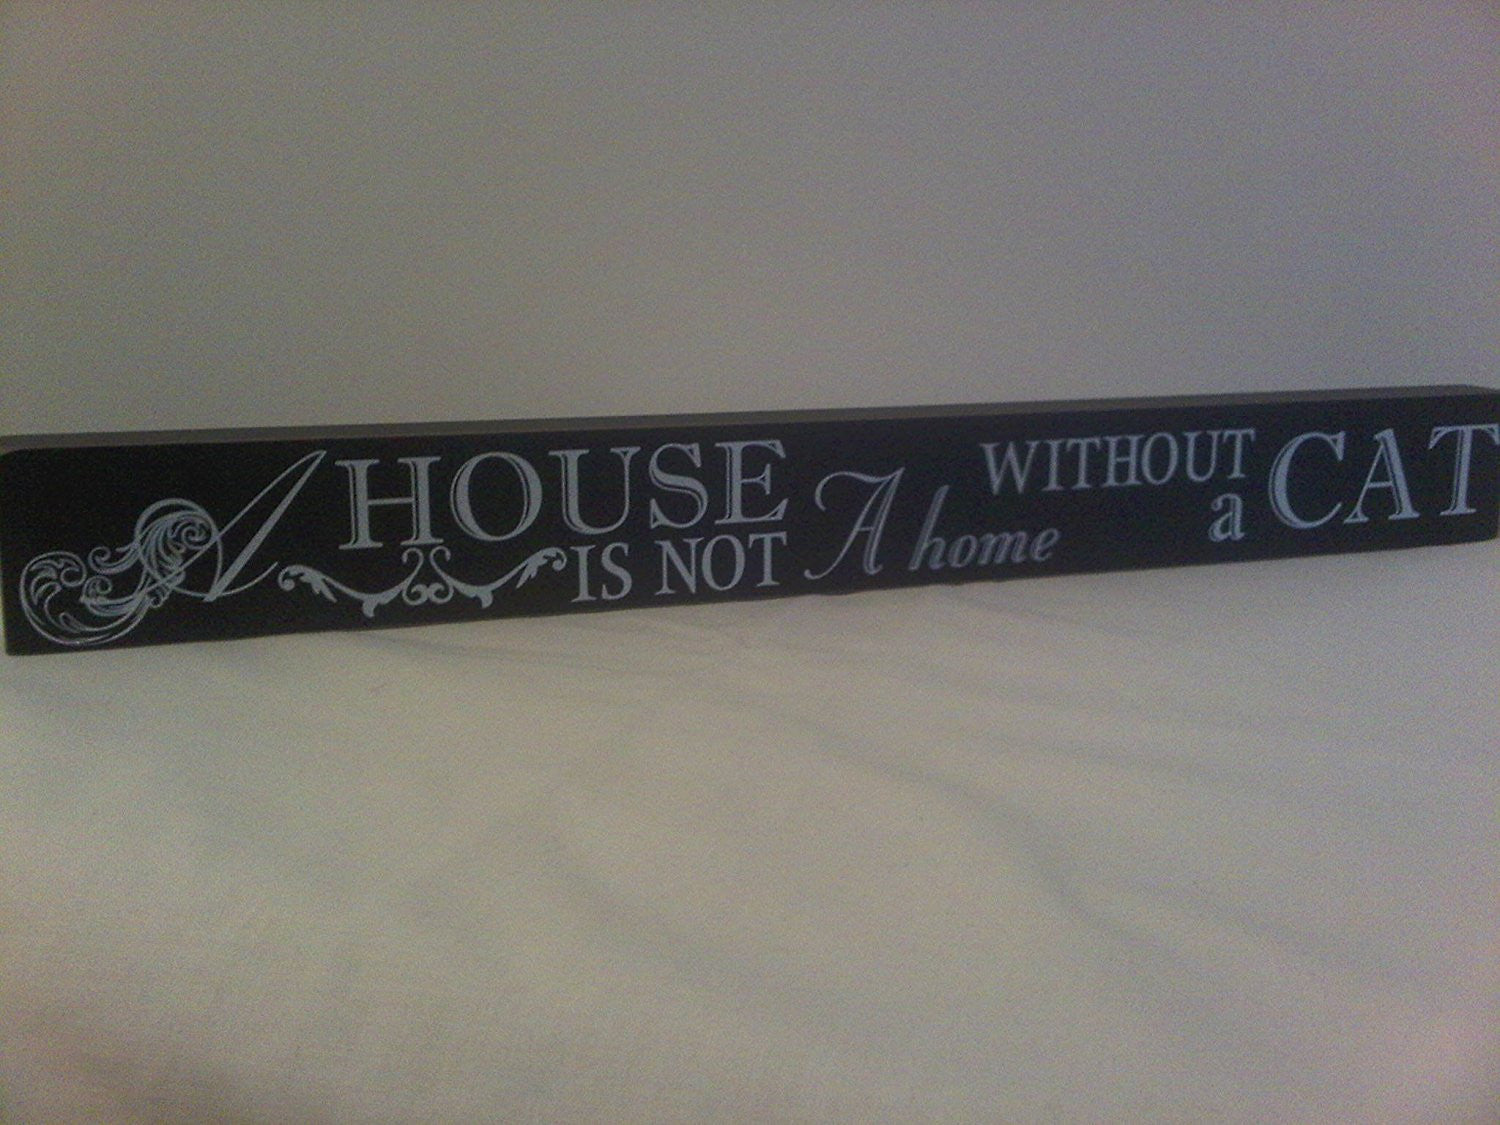 A HOUSE
IS NOT
A home
WITHOUT
a CAT